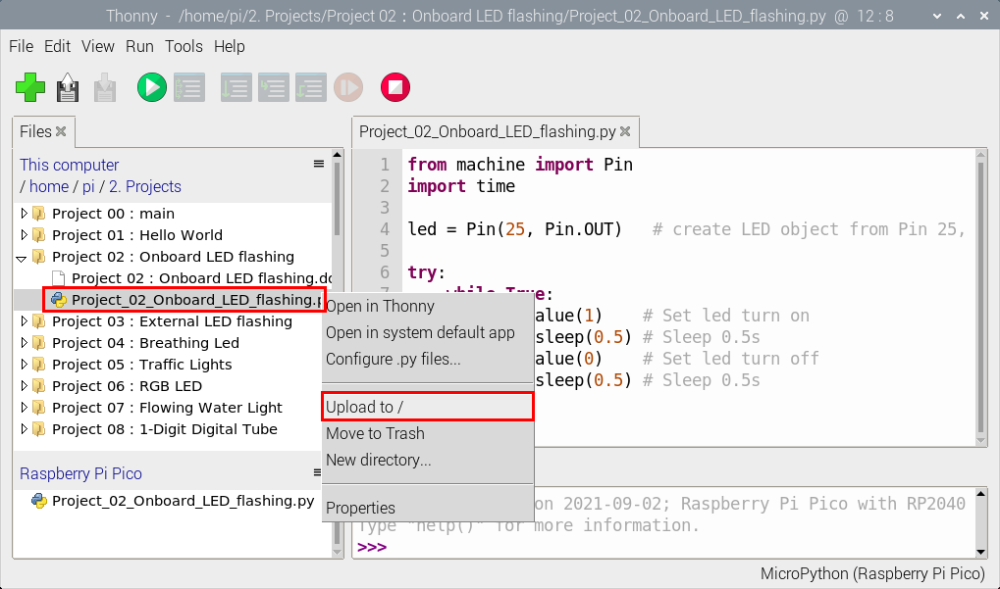 Thonny - /home/pi/2. Projects/Project 02 : Onboard LED flashing/Project_02_Onboard_LED_flashing.py @ 12 : 8
File Edit View Run Tools Help
Files
This computer
/ home / pi / 2. Projects
Project 00 : main
Project 01 : Hello World
Project 02 : Onboard LED flashing
Project 02 : Onboard LED flashing.do
Project_02_Onboard_LED_flashing.
Project 03 : External LED flashing
Project 04 : Breathing Led
Project 05 : Traffic Lights
Project 06 : RGB LED
Project 07 : Flowing Water Light
Project 08 : 1-Digit Digital Tube
Raspberry Pi Pico
Project_02_Onboard_LED_flashing.py
Open in Thonny
Open in system default app
Configure .py files...
Upload to /
Move to Trash
New directory...
Properties
Project_02_Onboard_LED_flashing.py
1 from machine import Pin
2 import time
3
4 led = Pin(25, Pin.OUT) # create LED object from Pin 25,
5
6 try:
7 while True:
alue(1) # Set led turn on
sleep(0.5) # Sleep 0.5s
alue(0) # Set led turn off
sleep(0.5) # Sleep 0.5s
on 2021-09-02; Raspberry Pi Pico with RP2040
Type "help()" for more information.
>>>
MicroPython (Raspberry Pi Pico)